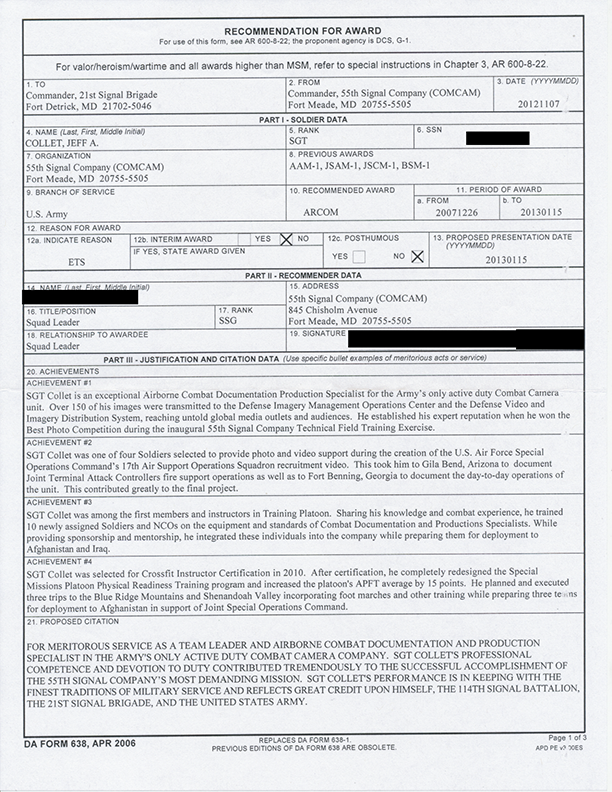 RECOMMENDATION FOR AWARD
For use of this form, see AR 600-8-22; the proponent agency is DCS, G-1.
For valor/heroism/wartime and all awards higher than MSM, refer to special instructions in Chapter 3, AR 600-8-22.
1. TO
Commander, 21st Signal Brigade
Fort Detrick, MD 21702-5046
2. FROM
Commander, 55th Signal Company (COMCAM)
Fort Meade, MD 20755-5505
3. DATE (YYYYMMDD)
20121107
PART I - SOLDIER DATA
4. NAME (Last, First, Middle Initial)
COLLET, JEFF A.
5. RANK
SGT
6. SSN
7. ORGANIZATION
55th Signal Company (COMCAM)
Fort Meade, MD 20755-5505
8. PREVIOUS AWARDS
AAM-1, JSAM-1, JSCM-1, BSM-1
9. BRANCH OF SERVICE
U.S. Army
10. RECOMMENDED AWARD
ARCOM
11. PERIOD OF AWARD
a. FROM
20071226
b. TO
20130115
12. REASON FOR AWARD
12a. INDICATE REASON
ETS
12b. INTERIM AWARD YES NO
IF YES, STATE AWARD GIVEN
12c. POSTHUMOUS
YES NO
13. PROPOSED PRESENTATION DATE
(YYYYMMDD)
20130115
PART II - RECOMMENDER DATA
14. NAME (Last, First, Middle Initial)
15. ADDRESS
55th Signal Company (COMCAM)
845 Chisholm Avenue
Fort Meade, MD 20755-5505
16. TITLE/POSITION
Squad Leader
17. RANK
SSG
18. RELATIONSHIP TO AWARDEE
Squad Leader
19. SIGNATURE
PART III - JUSTIFICATION AND CITATION DATA (Use specific bullet examples of meritorious acts or service)
20. ACHIEVEMENTS
ACHIEVEMENT #1
SGT Collet is an exceptional Airborne Combat Documentation Production Specialist for the Army's only active duty Combat Camera
unit. Over 150 of his images were transmitted to the Defense Imagery Management Operations Center and the Defense Video and
Imagery Distribution System, reaching untold global media outlets and audiences. He established his expert reputation when he won the
Best Photo Competition during the inaugural 55th Signal Company Technical Field Training Exercise.
ACHIEVEMENT #2
SGT Collet was one of four Soldiers selected to provide photo and video support during the creation of the U.S. Air Force Special
Operations Command's 17th Air Support Operations Squadron recruitment video. This took him to Gila Bend, Arizona to document
Joint Terminal Attack Controllers fire support operations as well as to Fort Benning, Georgia to document the day-to-day operations of
the unit. This contributed greatly to the final project.
ACHIEVEMENT #3
SGT Collet was among the first members and instructors in Training Platoon. Sharing his knowledge and combat experience, he trained
10 newly assigned Soldiers and NCOs on the equipment and standards of Combat Documentation and Productions Specialists. While
providing sponsorship and mentorship, he integrated these individuals into the company while preparing them for deployment to
Afghanistan and Iraq.
ACHIEVEMENT #4
SGT Collet was selected for Crossfit Instructor Certification in 2010. After certification, he completely redesigned the Special
Missions Platoon Physical Readiness Training program and increased the platoon's APFT average by 15 points. He planned and executed
three trips to the Blue Ridge Mountains and Shenandoah Valley incorporating foot marches and other training while preparing three teams
for deployment to Afghanistan in support of Joint Special Operations Command.
21. PROPOSED CITATION
FOR MERITOROUS SERVICE AS A TEAM LEADER AND AIRBORNE COMBAT DOCUMENTATION AND PRODUCTION
SPECIALIST IN THE ARMY'S ONLY ACTIVE DUTY COMBAT CAMERA COMPANY. SGT COLLET'S PROFESSIONAL
COMPETENCE AND DEVOTION TO DUTY CONTRIBUTED TREMENDOUSLY TO THE SUCCESSFUL ACCOMPLISHMENT OF
THE 55TH SIGNAL COMPANY'S MOST DEMANDING MISSION. SGT COLLET'S PERFORMANCE IS IN KEEPING WITH THE
FINEST TRADITIONS OF MILITARY SERVICE AND REFLECTS GREAT CREDIT UPON HIMSELF, THE 114TH SIGNAL BATTALION,
THE 21ST SIGNAL BRIGADE, AND THE UNITED STATES ARMY.
DA FORM 638, APR 2006
REPLACES DA FORM 638-1.
PREVIOUS EDITIONS OF DA FORM 638 ARE OBSOLETE.
Page 1 of 3
APD PE